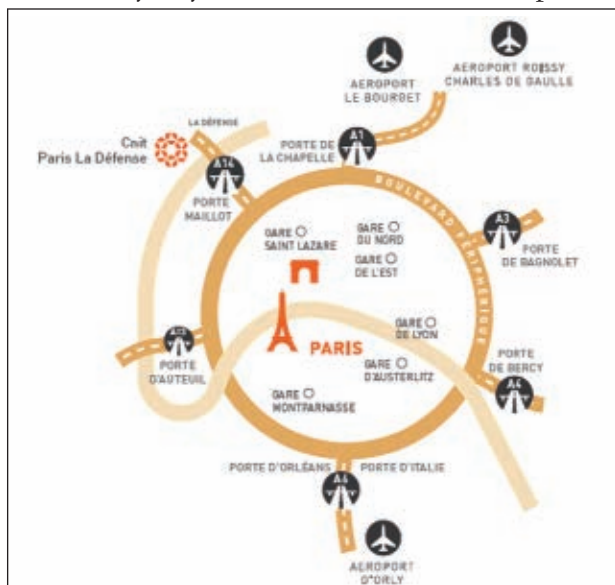 AEROPORT
LE BOURGET
AEROPORT ROISSY
CHARLES DE GAULLE
LA DÉFENSE
Cnit
Paris La Défense
A14
PORTE
MAILLOT
PORTE DE
LA CHAPELLE
A1
BOULEVARD PÉRIPHÉRIQUE
A3
PORTE
DE BAGNOLET
GARE
SAINT LAZARE
GARE
DU NORD
GARE
DE L'EST
PARIS
GARE
DE LYON
GARE
D'AUSTERLITZ
GARE
MONTPARNASSE
A13
PORTE
D'AUTEUIL
PORTE
DE BERCY
A4
PORTE D'ORLÉANS
PORTE D'ITALIE
A6
AEROPORT
D'ORLY